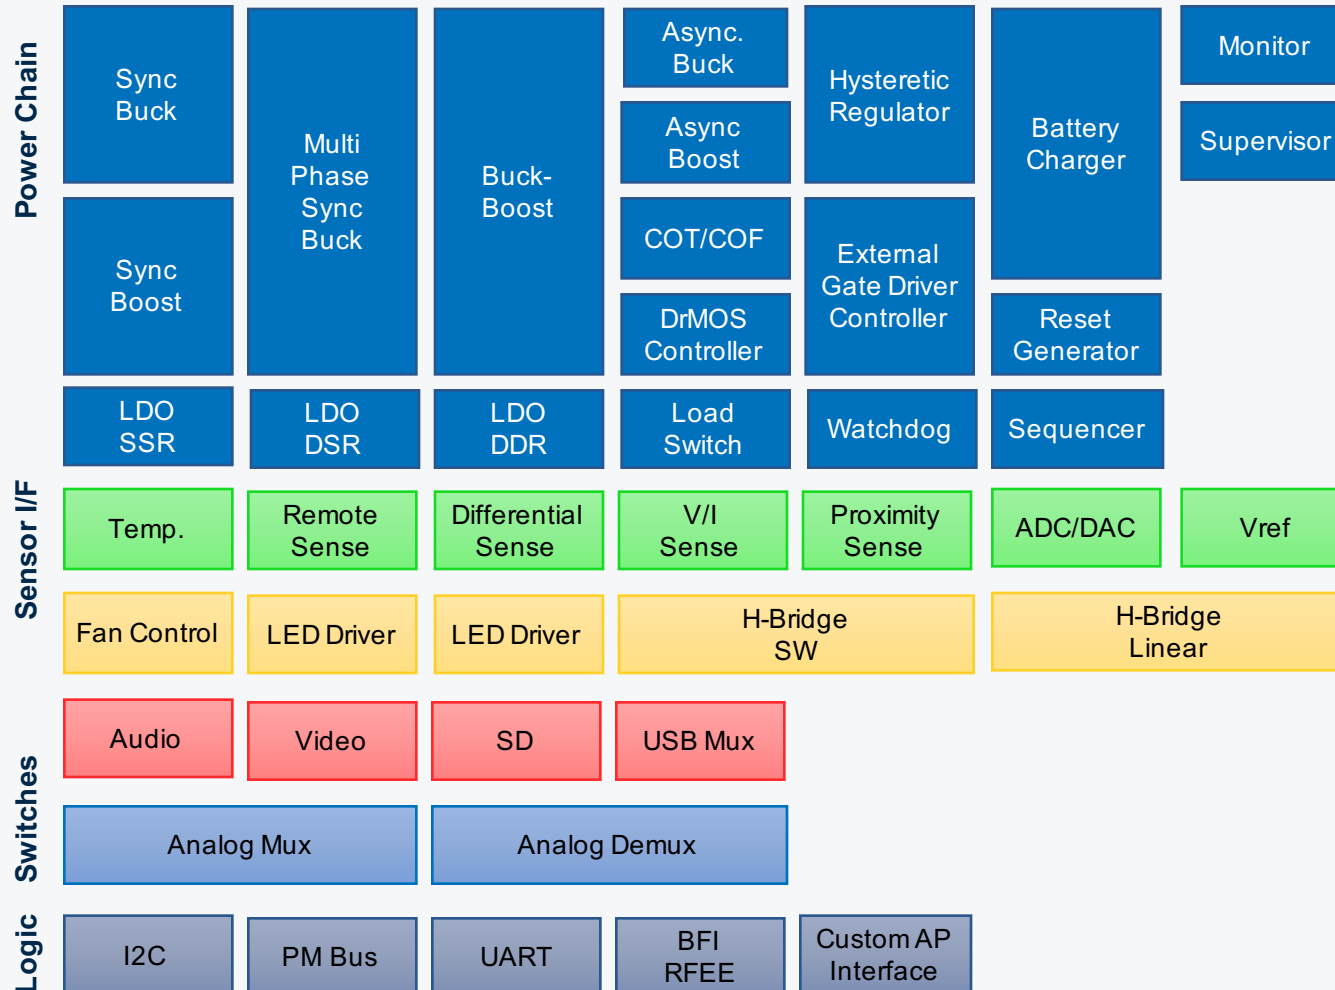 Power Chain
Sync
Buck
Multi
Phase
Sync
Buck
Buck-
Boost
Async.
Buck
Hysteretic
Regulator
Battery
Charger
Monitor
Async
Boost
Supervisor
Sync
Boost
COT/COF
External
Gate Driver
Controller
DrMOS
Controller
Reset
Generator
LDO
SSR
LDO
DSR
LDO
DDR
Load
Switch
Watchdog
Sequencer
Sensor I/F
Temp.
Remote
Sense
Differential
Sense
V/I
Sense
Proximity
Sense
ADC/DAC
Vref
Fan Control
LED Driver
LED Driver
H-Bridge
SW
H-Bridge
Linear
Switches
Audio
Video
SD
USB Mux
Analog Mux
Analog Demux
Logic
I2C
PM Bus
UART
BFI
RFEE
Custom AP
Interface